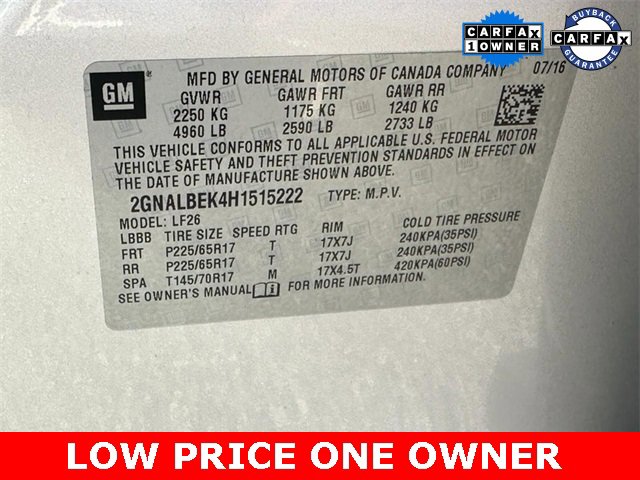 CARFAX
1 OWNER
BUYBACK
CARFAX
GUARANTEE
GM
MFD BY GENERAL MOTORS OF CANADA COMPANY 07/16
GVWR GAWR FRT GAWR RR
2250 KG 1175 KG 1240 KG
4960 LB 2590 LB 2733 LB
THIS VEHICLE CONFORMS TO ALL APPLICABLE U.S. FEDERAL MOTOR
VEHICLE SAFETY AND THEFT PREVENTION STANDARDS IN EFFECT ON
THE DATE OF MANUFACTURE SHOWN ABOVE.
2GNALBEK4H1515222 TYPE: M.P.V.
MODEL: LF26
LBBB TIRE SIZE SPEED RTG RIM COLD TIRE PRESSURE
FRT P225/65R17 T 17X7J 240KPA(35PSI)
RR P225/65R17 T 17X7J 240KPA(35PSI)
SPA T145/70R17 M 17X4.5T 420KPA(60PSI)
SEE OWNER'S MANUAL FOR MORE INFORMATION.
LOW PRICE ONE OWNER